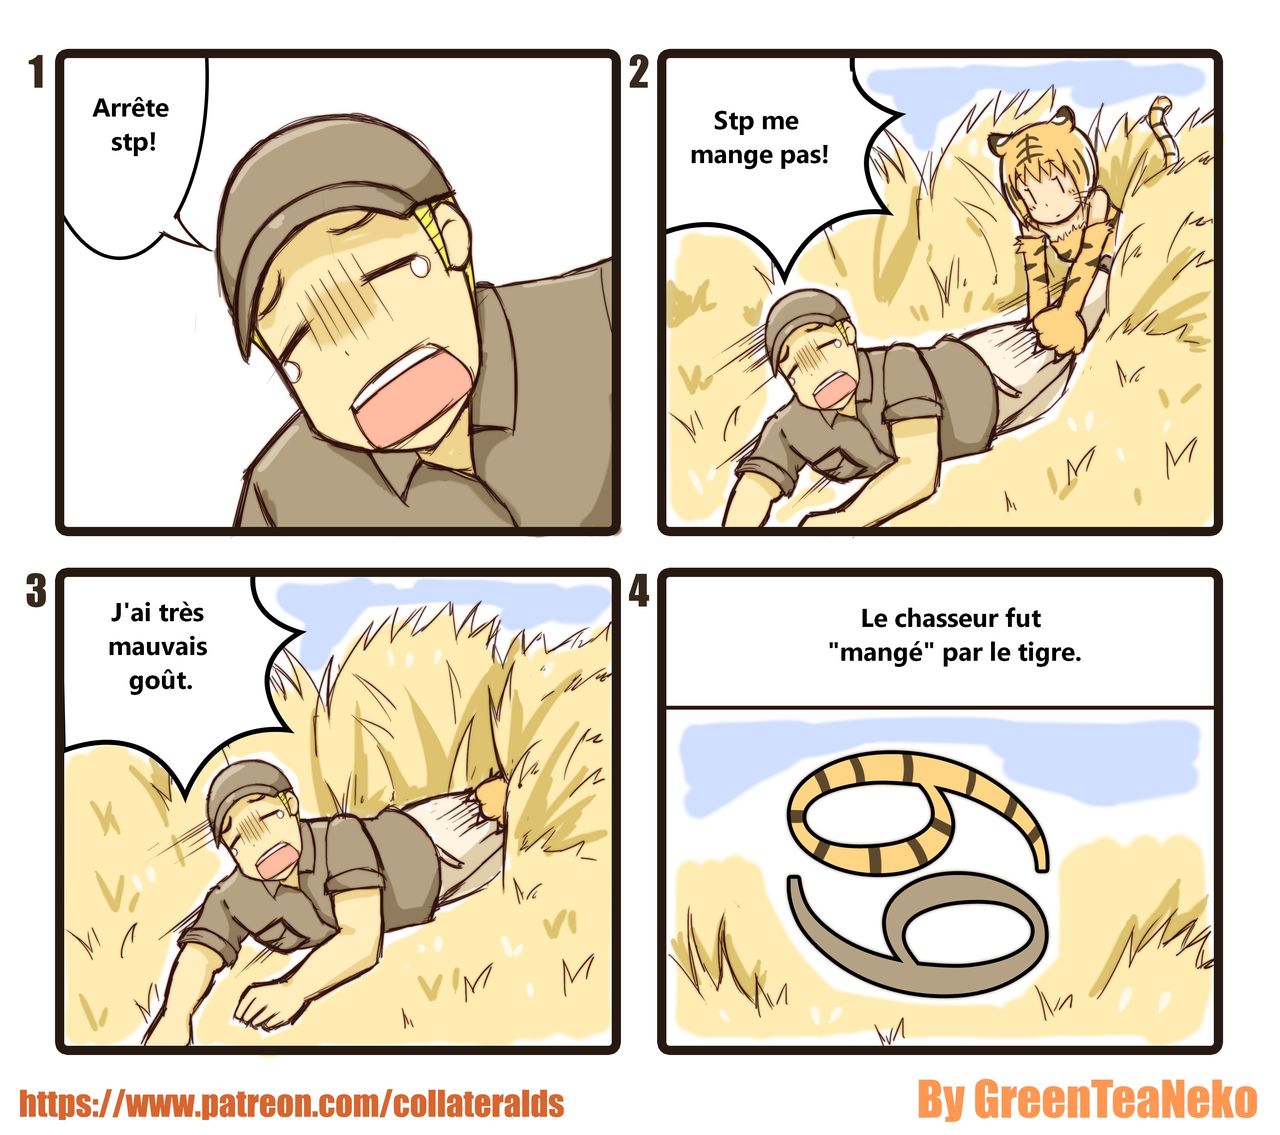 1
Arrête
stp!
2
Stp me
mange pas!
3
J'ai très
mauvais
goût.
4
Le chasseur fut
"mangé" par le tigre.
69
https://www.patreon.com/collateralds
By GreenTeaNeko